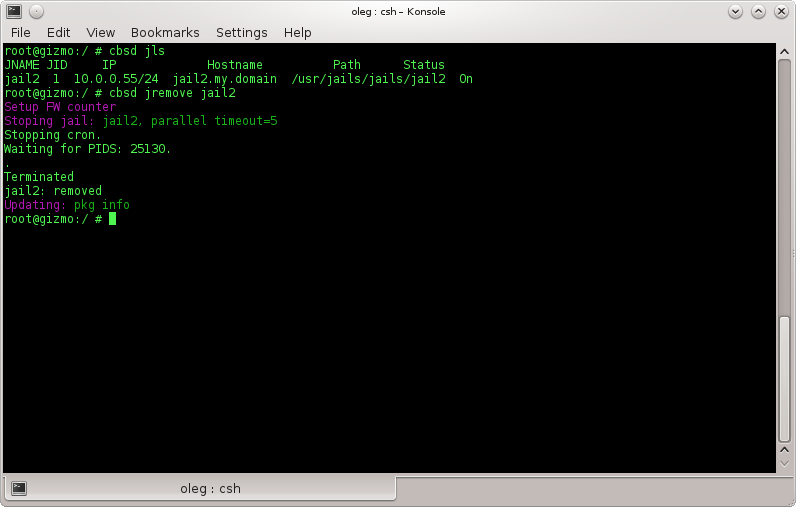 oleg : csh – Konsole
File Edit View Bookmarks Settings Help
root@gizmo:/ # cbsd jls
JNAME JID IP Hostname Path Status
jail2 1 10.0.0.55/24 jail2.my.domain /usr/jails/jails/jail2 On
root@gizmo:/ # cbsd jremove jail2
Setup FW counter
Stoping jail: jail2, parallel timeout=5
Stopping cron.
Waiting for PIDS: 25130.
.
Terminated
jail2: removed
Updating: pkg info
root@gizmo:/ #
oleg : csh